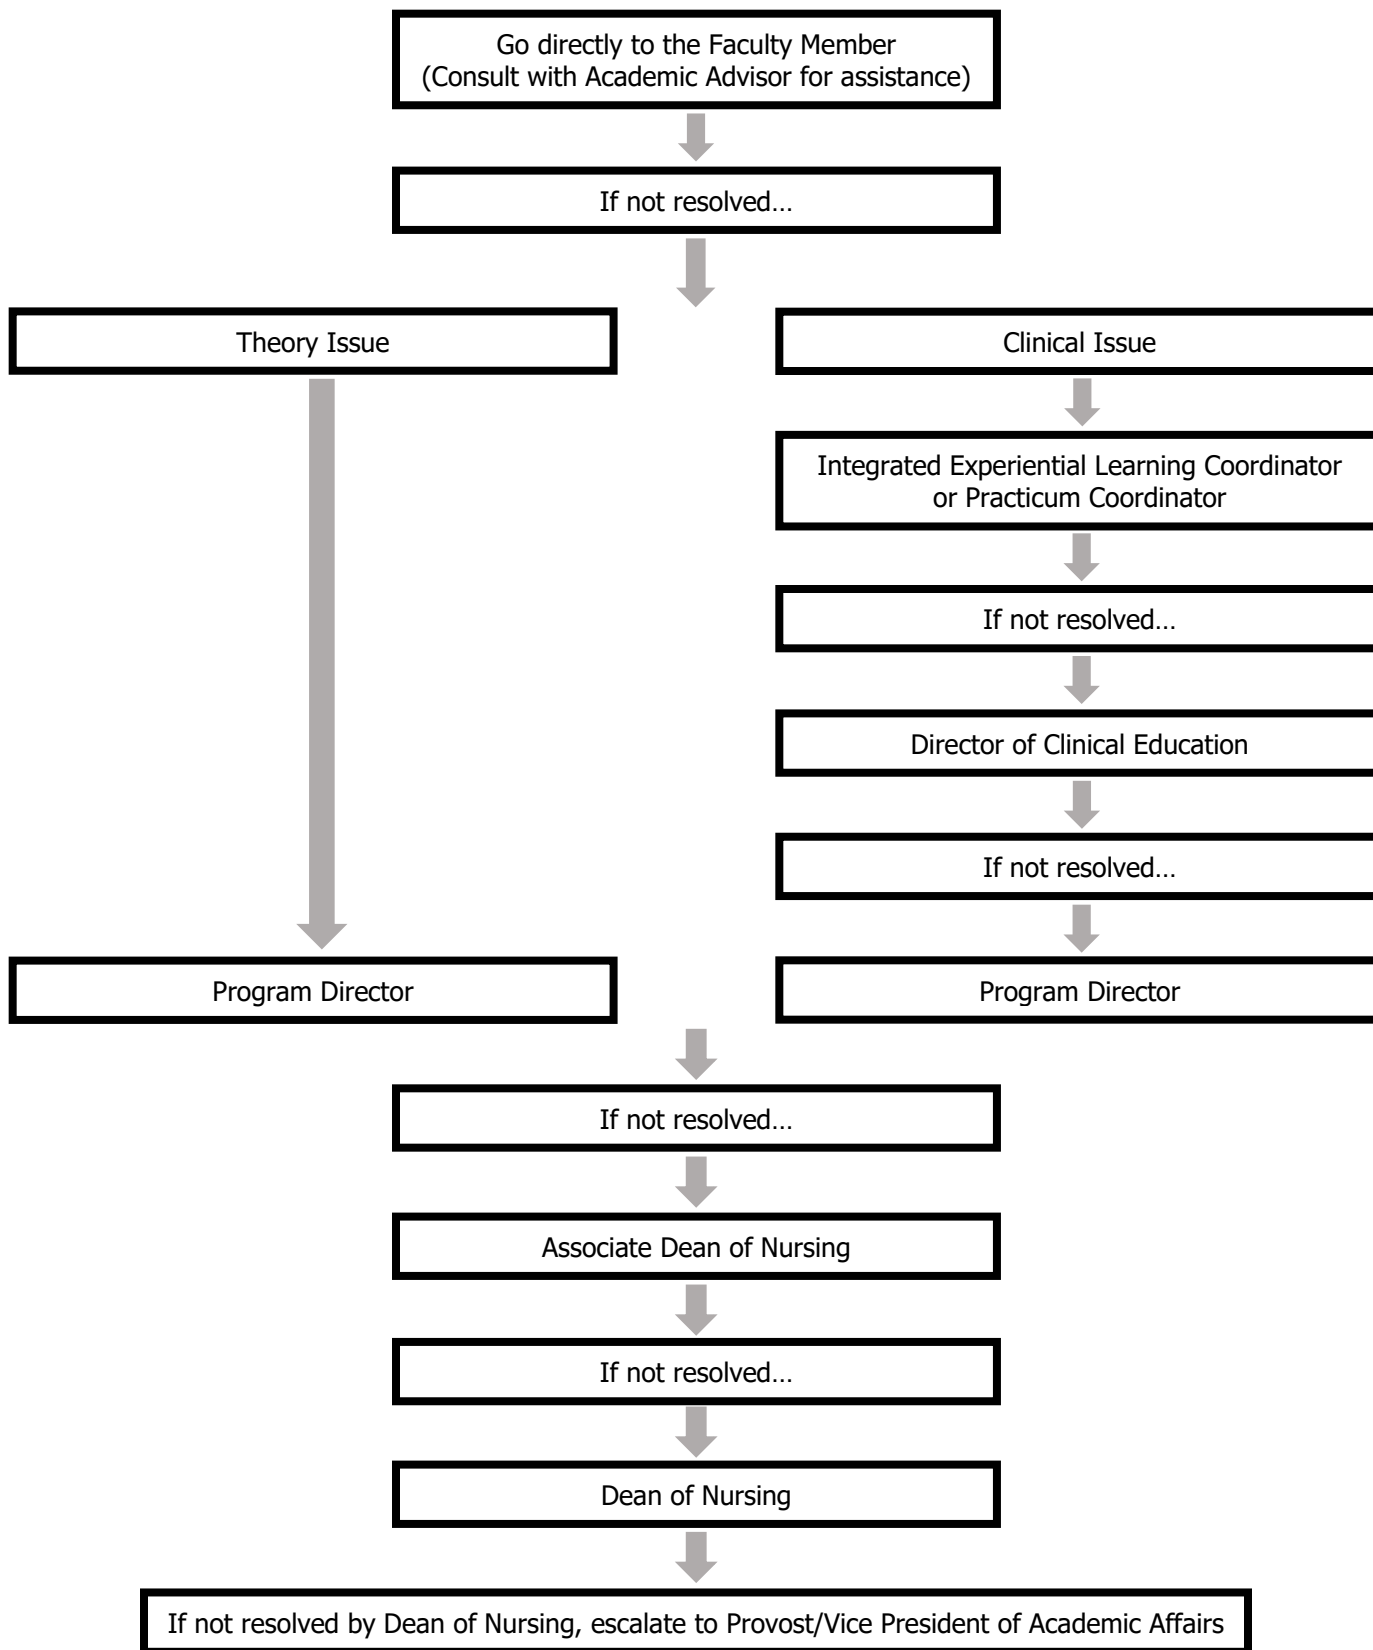 Go directly to the Faculty Member
(Consult with Academic Advisor for assistance)
If not resolved…
Theory Issue
Clinical Issue
Integrated Experiential Learning Coordinator
or Practicum Coordinator
If not resolved…
Director of Clinical Education
If not resolved…
Program Director
Program Director
If not resolved…
Associate Dean of Nursing
If not resolved…
Dean of Nursing
If not resolved by Dean of Nursing, escalate to Provost/Vice President of Academic Affairs